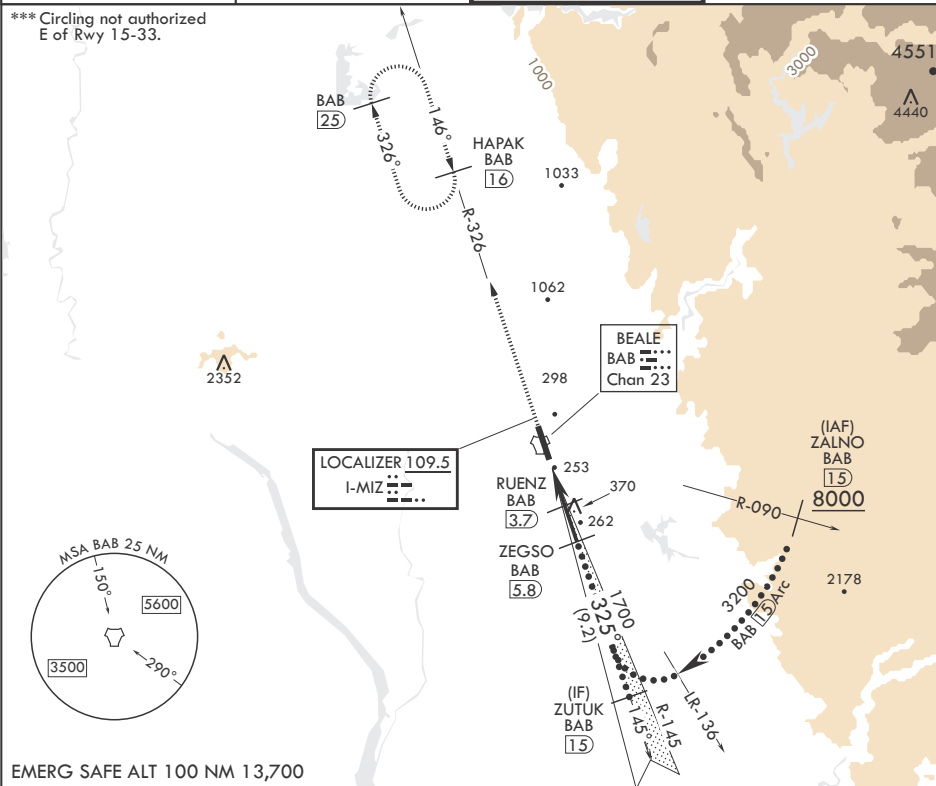 *** Circling not authorized
E of Rwy 15-33.
1000
3000
4551
4440
BAB
25
146°
326°
HAPAK
BAB
16
1033
R-326
1062
2352
298
BEALE
BAB
Chan 23
LOCALIZER 109.5
I-MIZ
253
RUENZ
BAB
3.7
370
262
ZEGSO
BAB
5.8
(IAF)
ZALNO
BAB
15
8000
R-090
2178
3200
BAB 15 Arc
1700
325°
(9.2)
(IF)
ZUTUK
BAB
15
145°
R-145
LR-136
MSA BAB 25 NM
150°
5600
3500
290°
EMERG SAFE ALT 100 NM 13,700